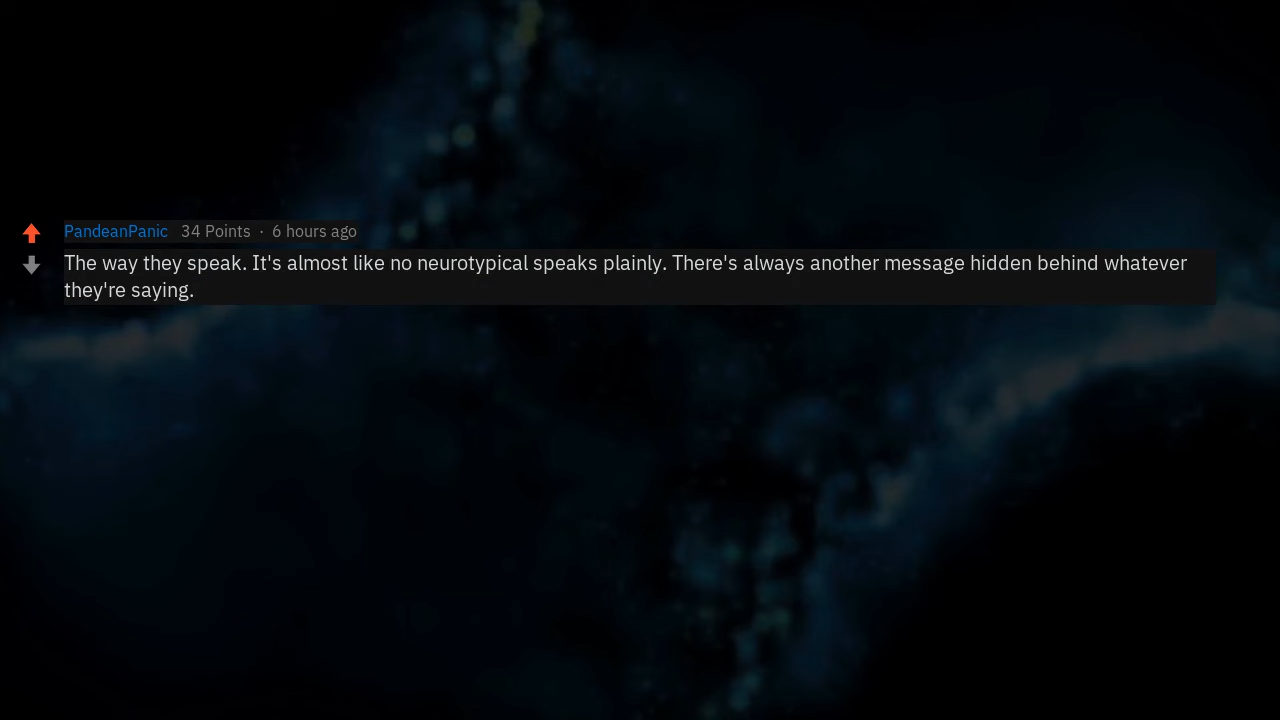 PandeanPanic 34 Points · 6 hours ago
The way they speak. It's almost like no neurotypical speaks plainly. There's always another message hidden behind whatever
they're saying.